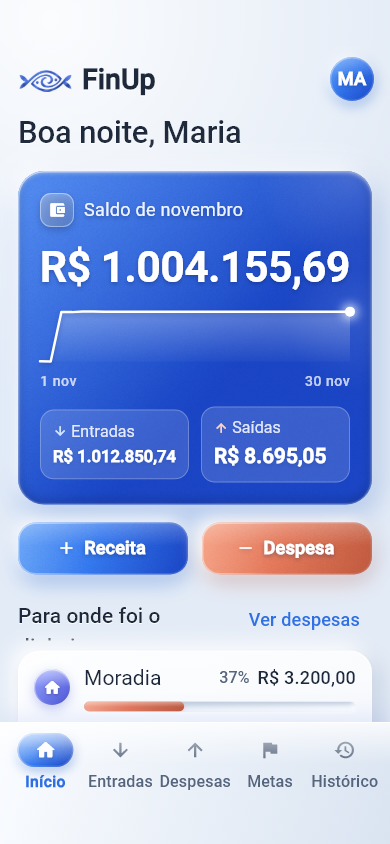 FinUp
MA
Boa noite, Maria
Saldo de novembro
R$ 1.004.155,69
1 nov
30 nov
Entradas
R$ 1.012.850,74
Saídas
R$ 8.695,05
Receita
Despesa
Para onde foi o
Ver despesas
Moradia
37% R$ 3.200,00
Início
Entradas
Despesas
Metas
Histórico